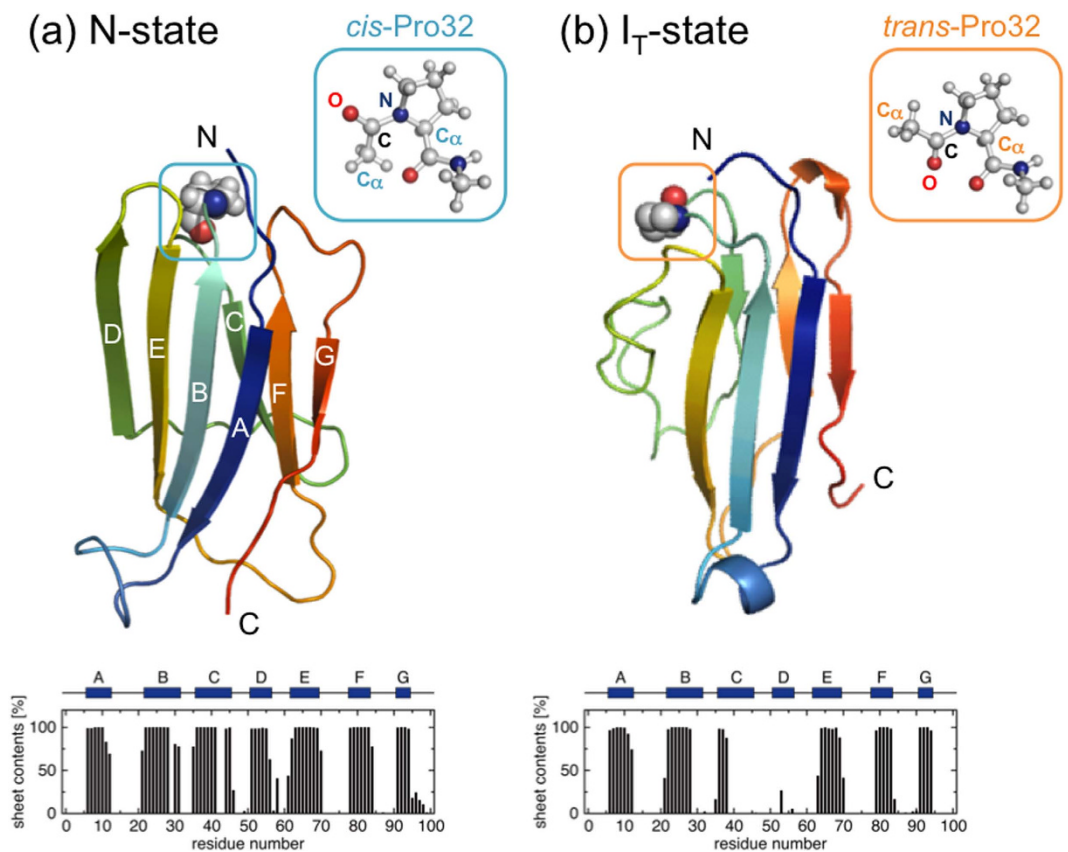 (a) N-state
cis-Pro32
O
N
C
Cα
Cα
N
D
E
B
C
A
F
G
C
(b) I_T-state
trans-Pro32
Cα
N
Cα
C
O
N
C
A B C D E F G
sheet contents [%]
100
50
0
0 10 20 30 40 50 60 70 80 90 100
residue number
A B C D E F G
sheet contents [%]
100
50
0
0 10 20 30 40 50 60 70 80 90 100
residue number